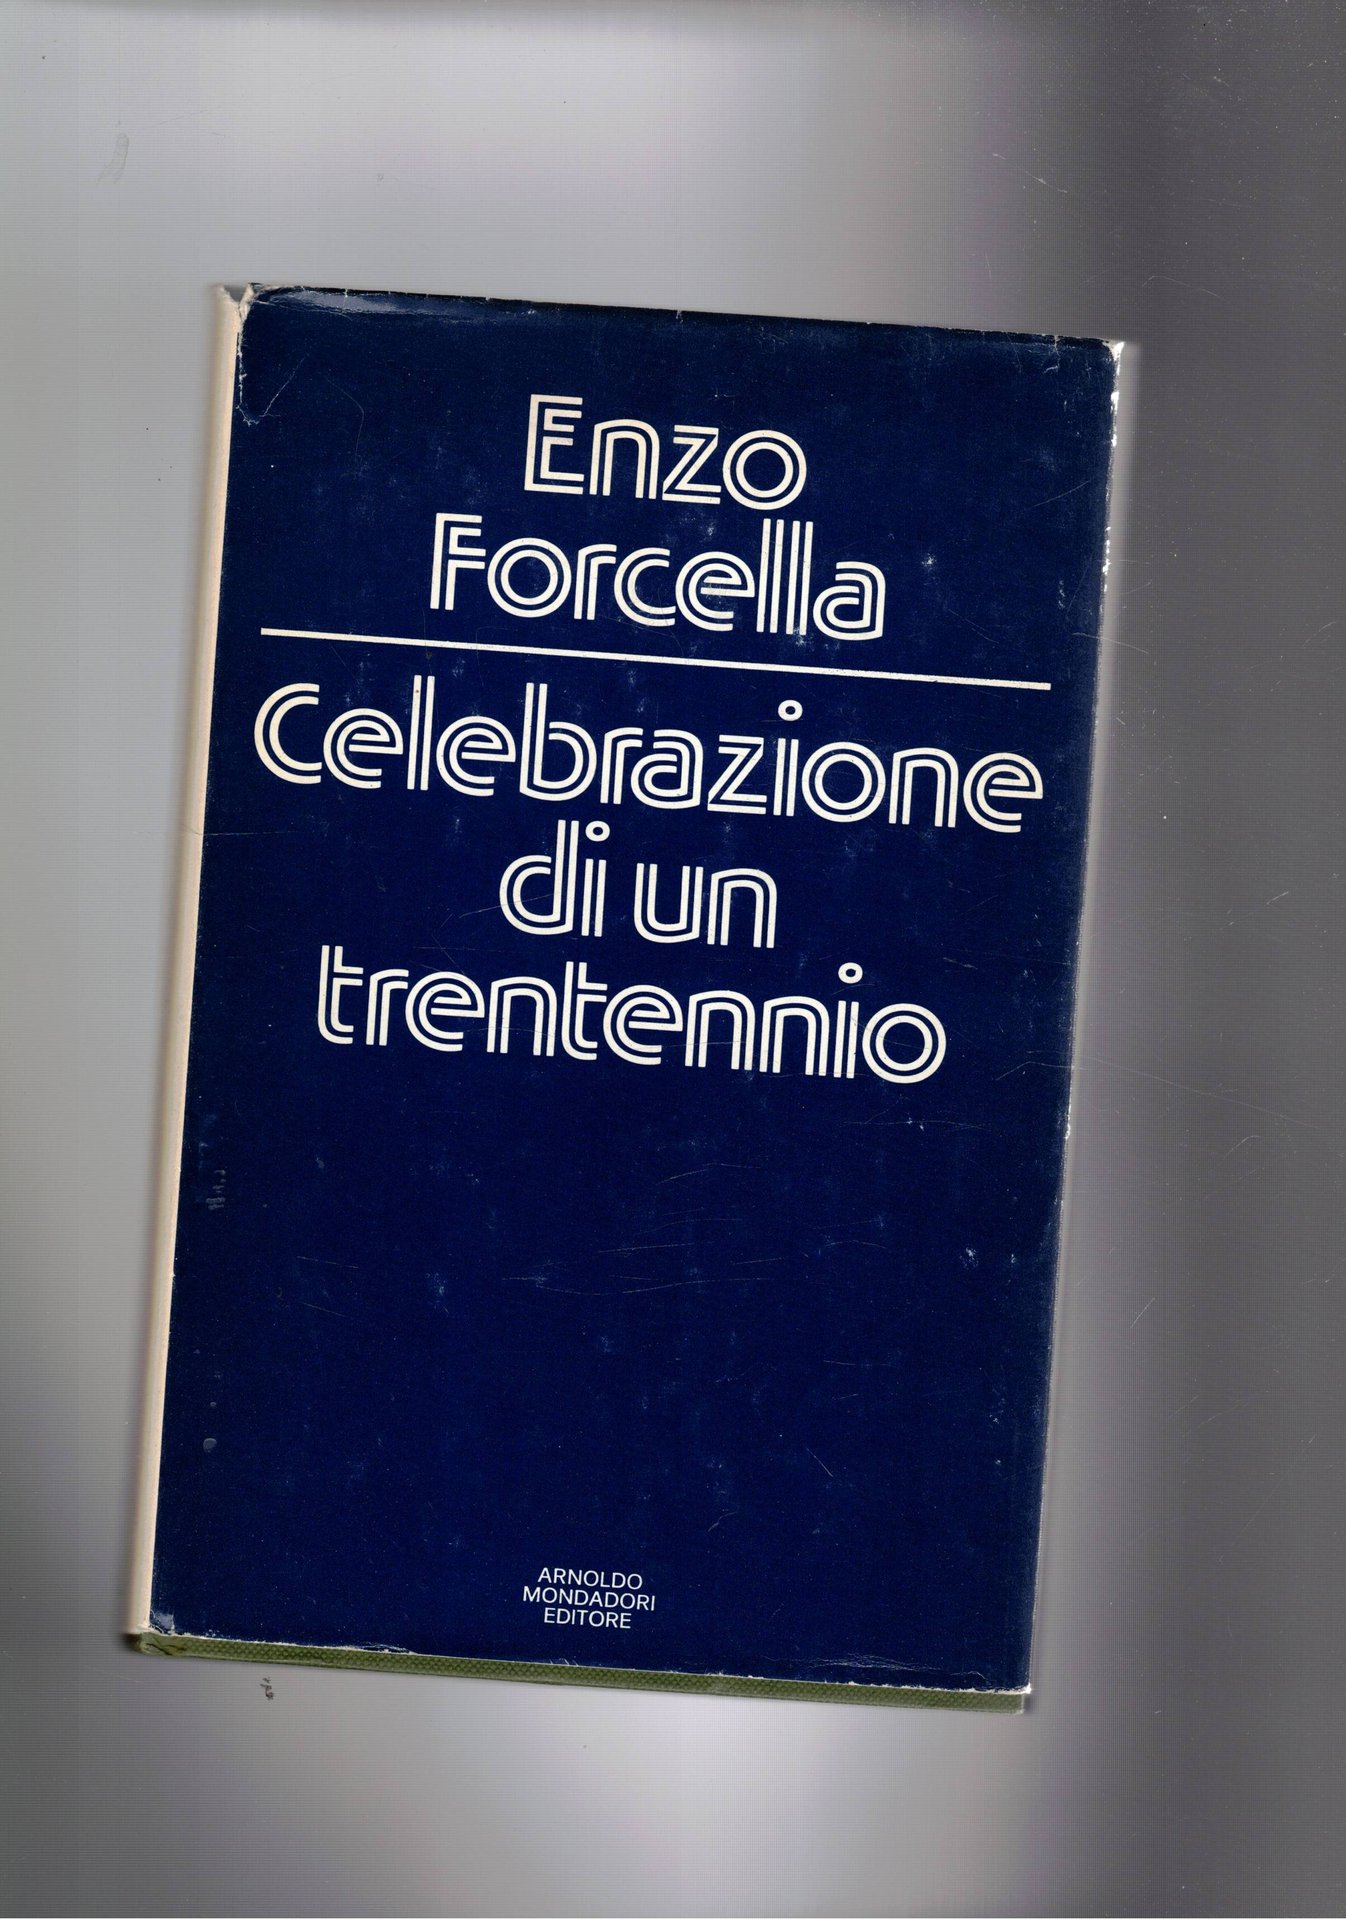 Enzo
Forcella
Celebrazione
di un
trentennio
ARNOLDO
MONDADORI
EDITORE